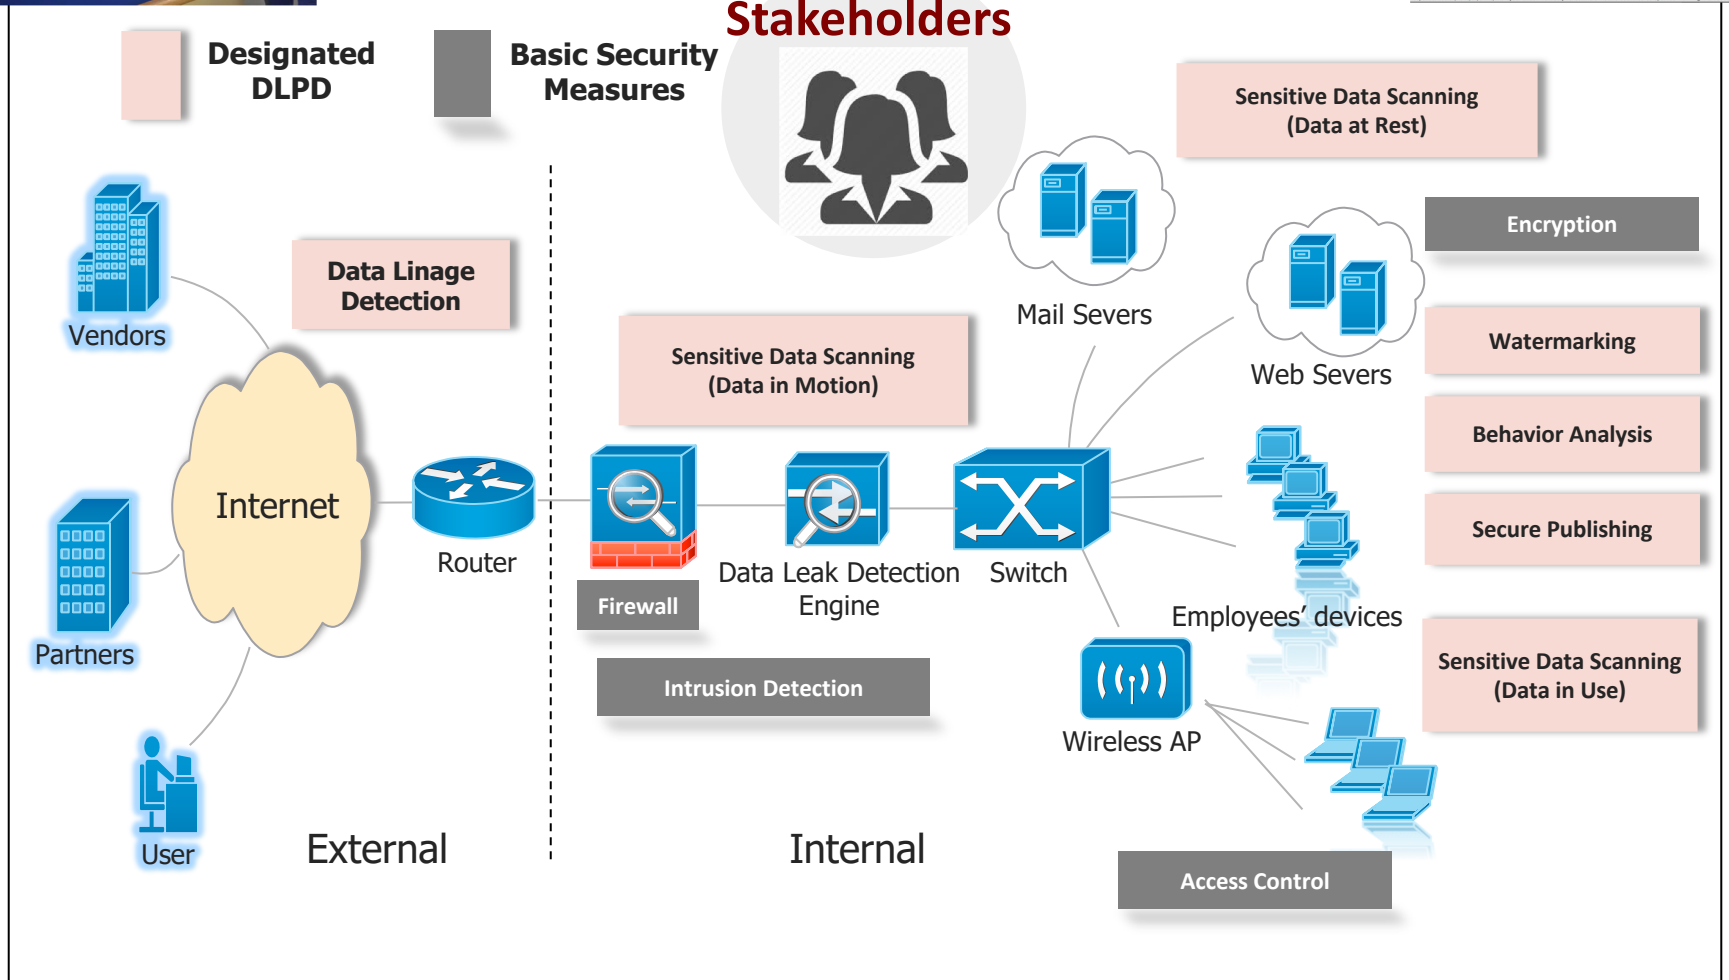 Stakeholders
Designated
DLPD
Basic Security
Measures
Sensitive Data Scanning
(Data at Rest)
Encryption
Data Linage
Detection
Vendors
Mail Severs
Sensitive Data Scanning
(Data in Motion)
Web Severs
Watermarking
Behavior Analysis
Internet
Secure Publishing
Router
Data Leak Detection
Engine
Switch
Firewall
Employees' devices
Partners
Intrusion Detection
Sensitive Data Scanning
(Data in Use)
Wireless AP
User
External
Internal
Access Control